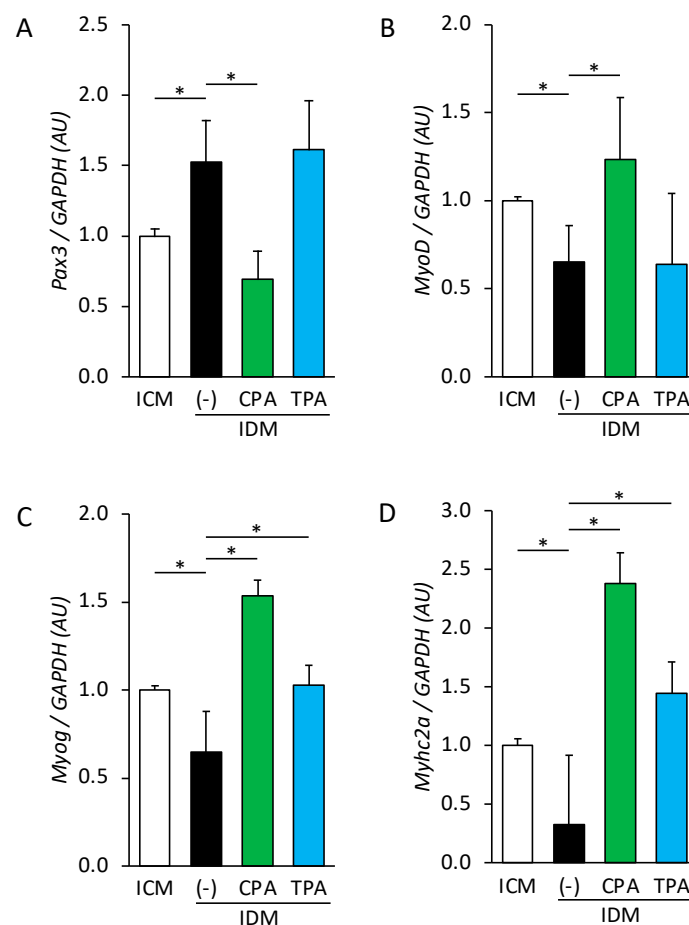 A
Pax3 / GAPDH (AU)
2.5
2.0
1.5
1.0
0.5
0.0
* *
ICM (-) CPA TPA
IDM
B
MyoD / GAPDH (AU)
2.0
1.5
1.0
0.5
0.0
* *
ICM (-) CPA TPA
IDM
C
Myog / GAPDH (AU)
2.0
1.5
1.0
0.5
0.0
*
* *
ICM (-) CPA TPA
IDM
D
Myhc2a / GAPDH (AU)
3.0
2.5
2.0
1.5
1.0
0.5
0.0
*
*
*
ICM (-) CPA TPA
IDM